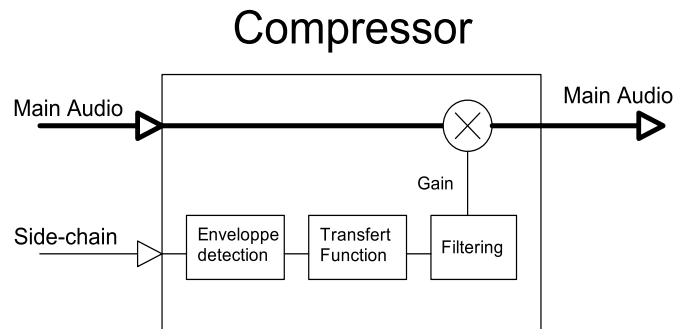 Compressor
Main Audio
Main Audio
Gain
Side-chain
Enveloppe
detection
Transfert
Function
Filtering